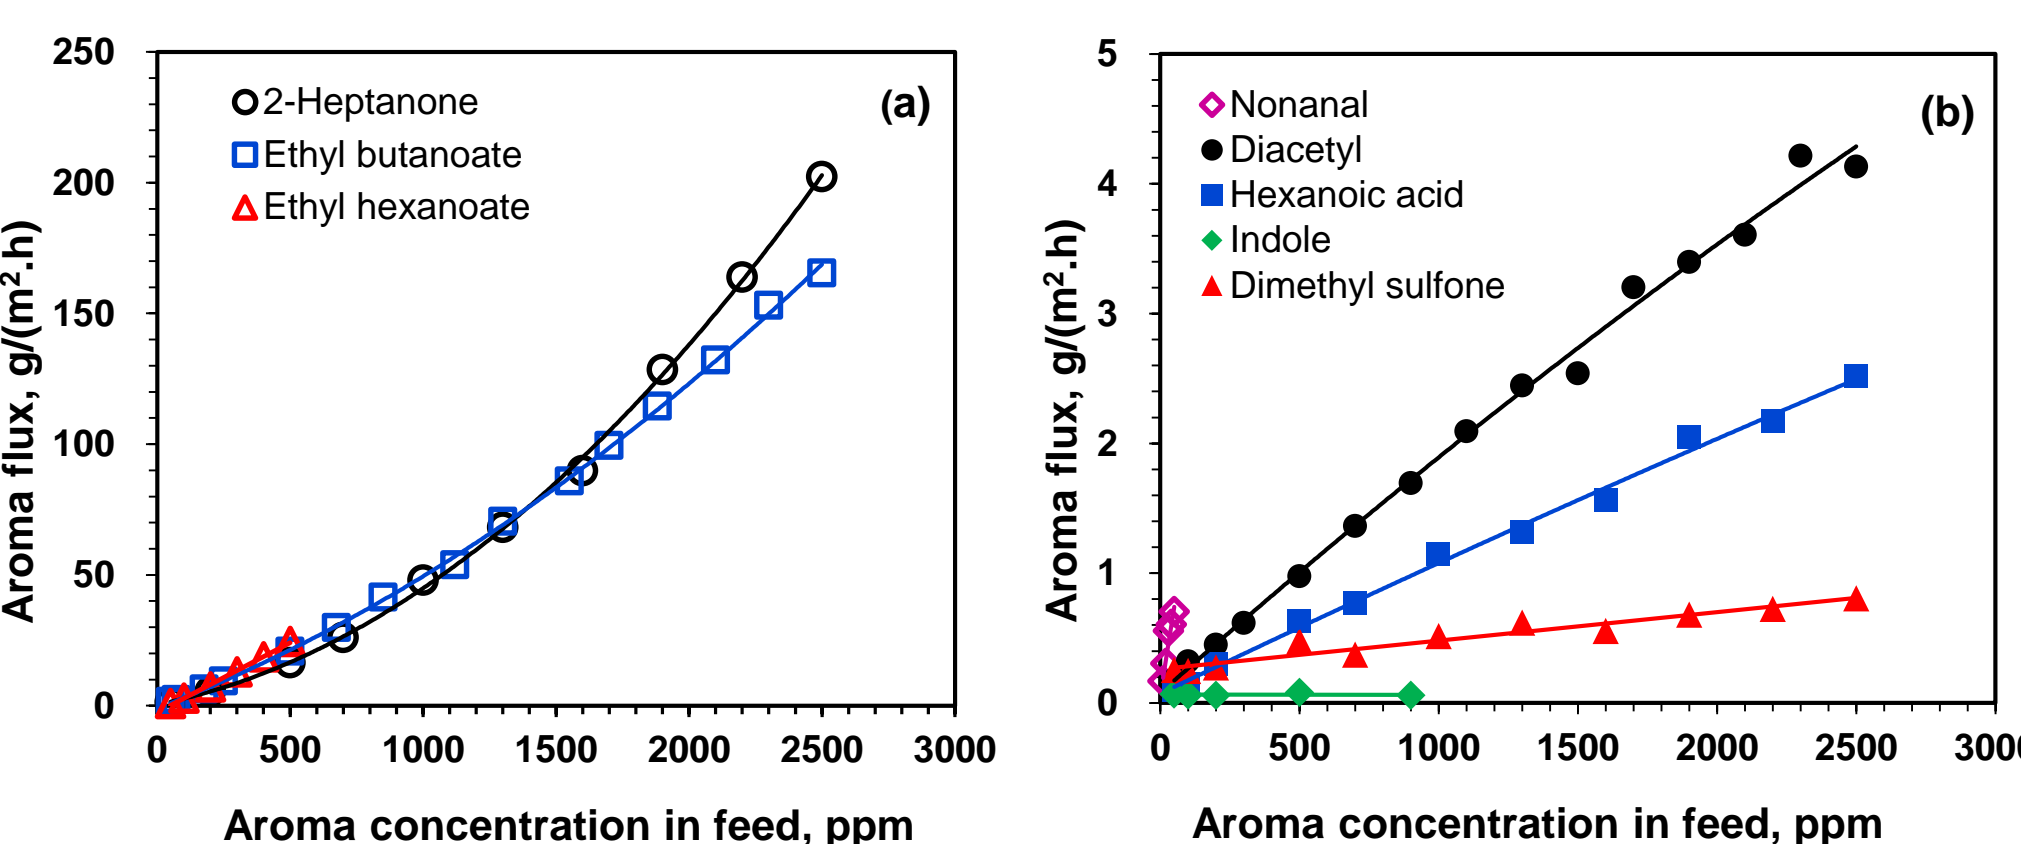 250
200
150
100
50
0
0 500 1000 1500 2000 2500 3000
Aroma flux, g/(m².h)
Aroma concentration in feed, ppm
2-Heptanone
Ethyl butanoate
Ethyl hexanoate
(a)
5
4
3
2
1
0
0 500 1000 1500 2000 2500 300
Aroma flux, g/(m².h)
Aroma concentration in feed, ppm
Nonanal
Diacetyl
Hexanoic acid
Indole
Dimethyl sulfone
(b)